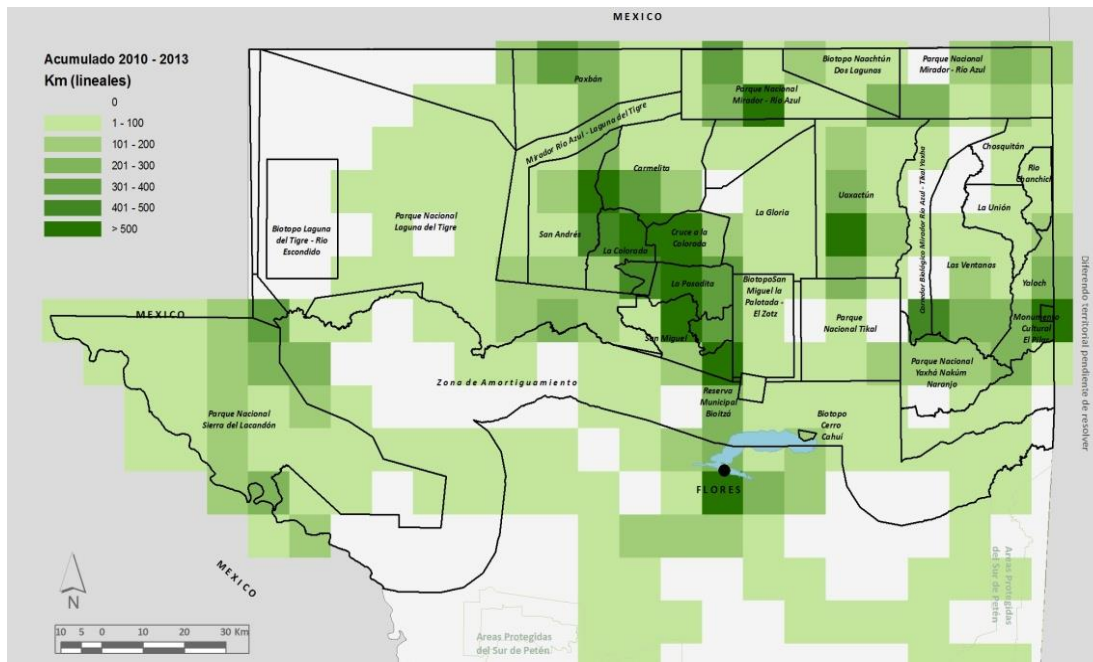 MEXICO
Acumulado 2010 - 2013
Km (lineales)
0
1 - 100
101 - 200
201 - 300
301 - 400
401 - 500
> 500
Paxbán
Biotopo Naachtún
Dos Lagunas
Parque Nacional
Mirador - Río Azul
Parque Nacional
Mirador - Río Azul
Mirador Río Azul - Laguna del Tigre
Carmelita
Chosquitán
Río
Chanchich
Uaxactún
Corredor Biológico Mirador Río Azul - Tikal Yaxha
La Unión
La Gloria
Parque Nacional
Laguna del Tigre
Biotopo Laguna
del Tigre - Río
Escondido
San Andrés
Cruce a la
Colorada
La Colorada
Las Ventanas
La Pasadita
Biotopo San
Miguel la
Palotada -
El Zotz
Yaloch
Diferendo territorial pendiente de resolver
MEXICO
Parque
Nacional Tikal
Monumento
Cultural
El Pilar
San Miguel
Parque Nacional
Yaxhá Nakúm
Naranjo
Zona de Amortiguamiento
Reserva
Municipal
Bioitzá
Parque Nacional
Sierra del Lacandón
Biotopo
Cerro
Cahuí
FLORES
MEXICO
N
10 5 0 10 20 30 Km
Areas Protegidas
del Sur de Petén
Areas Protegidas
del Sur de Petén